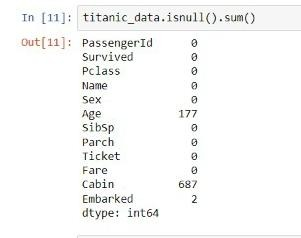 In [11]: titanic_data.isnull().sum()
Out[11]: PassengerId 0
Survived 0
Pclass 0
Name 0
Sex 0
Age 177
SibSp 0
Parch 0
Ticket 0
Fare 0
Cabin 687
Embarked 2
dtype: int64